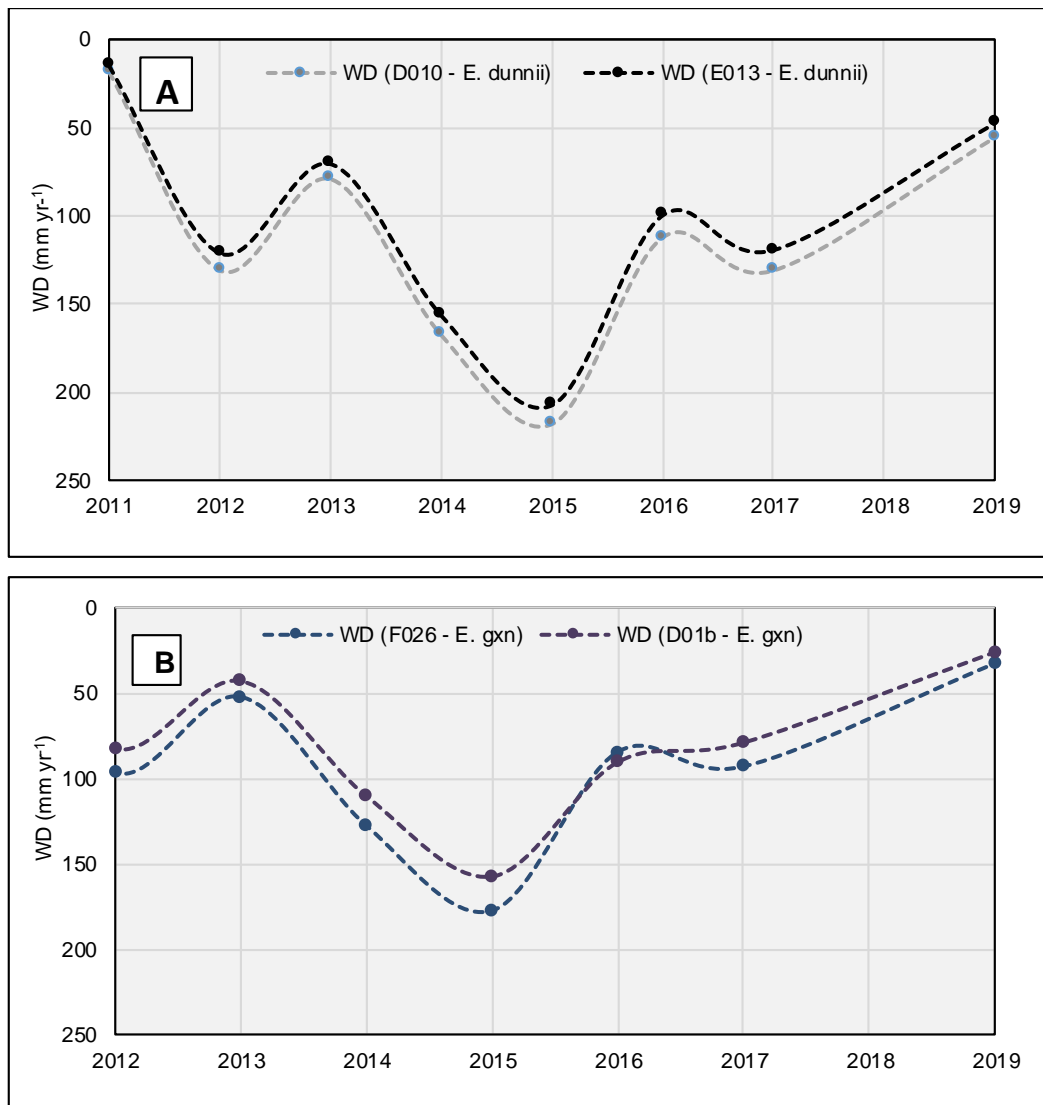 A
WD (D010 - E. dunnii) WD (E013 - E. dunnii)
WD (mm yr-1)
0
50
100
150
200
250
2011 2012 2013 2014 2015 2016 2017 2018 2019
B
WD (F026 - E. gxn) WD (D01b - E. gxn)
WD (mm yr-1)
0
50
100
150
200
250
2012 2013 2014 2015 2016 2017 2018 2019